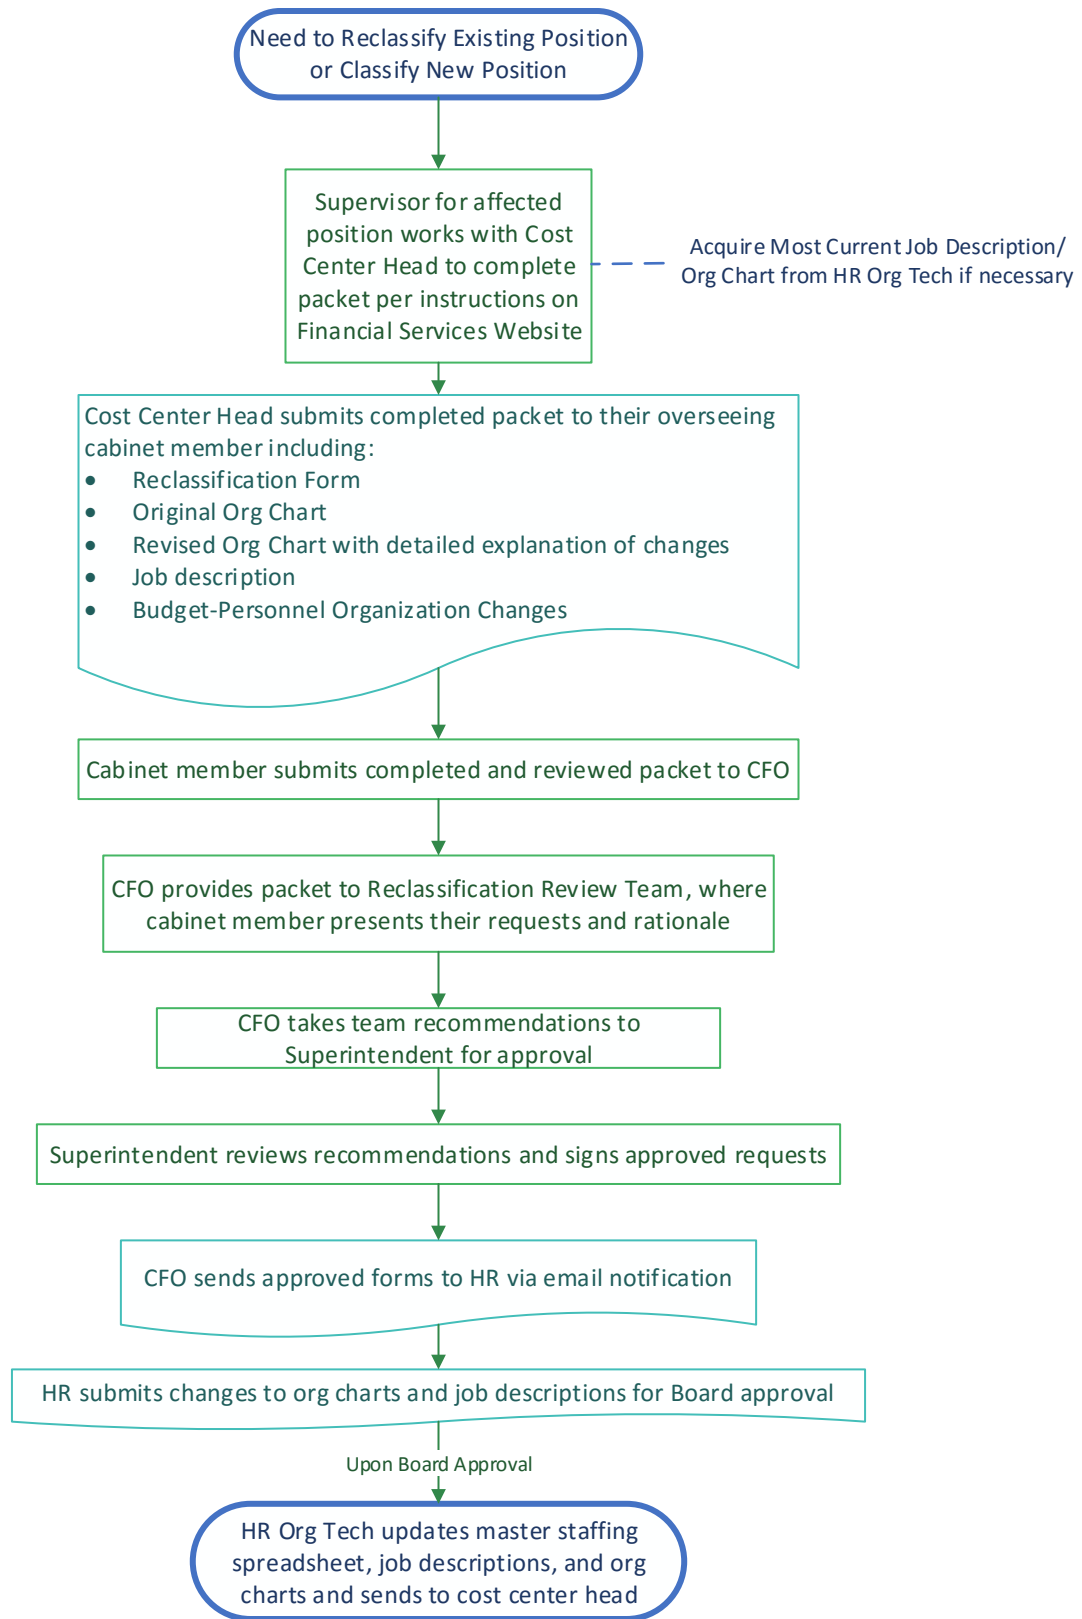 Need to Reclassify Existing Position
or Classify New Position
Supervisor for affected
position works with Cost
Center Head to complete
packet per instructions on
Financial Services Website
Acquire Most Current Job Description/
Org Chart from HR Org Tech if necessary
Cost Center Head submits completed packet to their overseeing
cabinet member including:
• Reclassification Form
• Original Org Chart
• Revised Org Chart with detailed explanation of changes
• Job description
• Budget-Personnel Organization Changes
Cabinet member submits completed and reviewed packet to CFO
CFO provides packet to Reclassification Review Team, where
cabinet member presents their requests and rationale
CFO takes team recommendations to
Superintendent for approval
Superintendent reviews recommendations and signs approved requests
CFO sends approved forms to HR via email notification
HR submits changes to org charts and job descriptions for Board approval
Upon Board Approval
HR Org Tech updates master staffing
spreadsheet, job descriptions, and org
charts and sends to cost center head